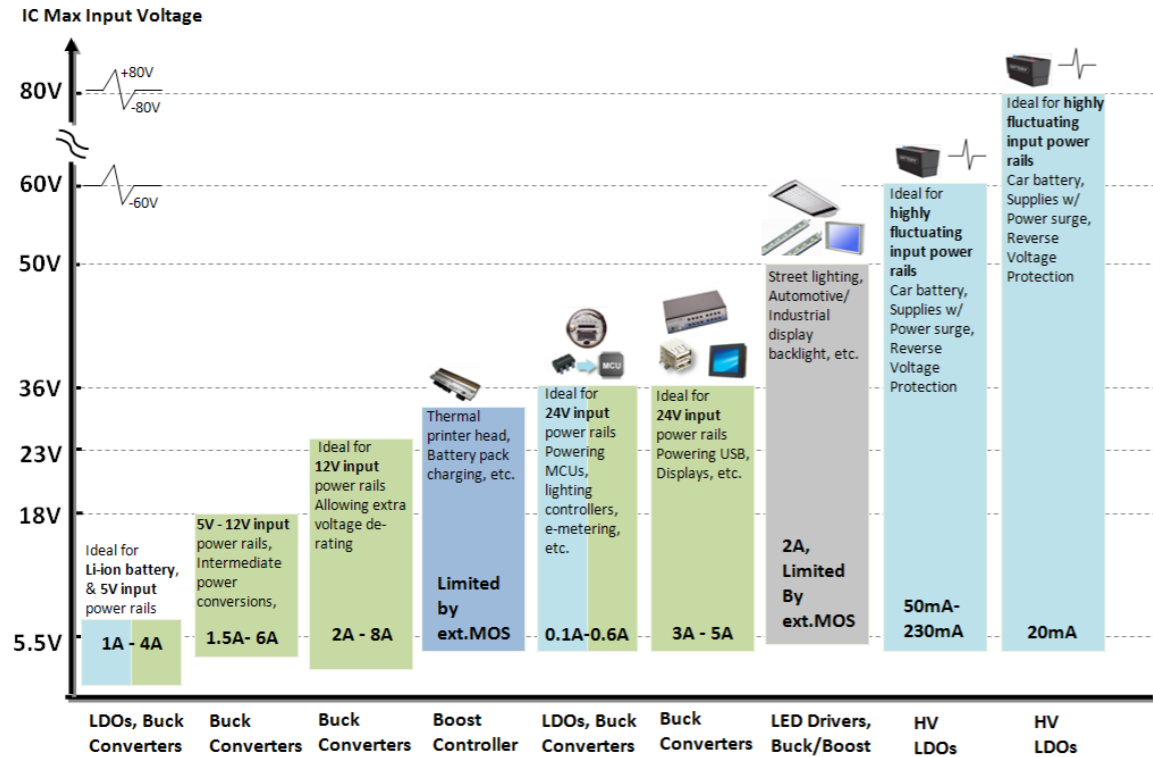 IC Max Input Voltage
80V
60V
50V
36V
23V
18V
5.5V
+80V
-80V
-60V
Ideal for
Li-ion battery,
& 5V input
power rails
1A - 4A
5V - 12V input
power rails,
Intermediate
power
conversions,
1.5A- 6A
Ideal for
12V input
power rails
Allowing extra
voltage de-
rating
2A - 8A
Thermal
printer head,
Battery pack
charging, etc.
Limited
by
ext.MOS
MCU
Ideal for
24V input
power rails
Powering
MCUs,
lighting
controllers,
e-metering,
etc.
0.1A-0.6A
Ideal for
24V input
power rails
Powering USB,
Displays, etc.
3A - 5A
Street lighting,
Automotive/
Industrial
display
backlight, etc.
2A,
Limited
By
ext.MOS
BATTERY
Ideal for
highly
fluctuating
input power
rails
Car battery,
Supplies w/
Power surge,
Reverse
Voltage
Protection
50mA-
230mA
BATTERY
Ideal for highly
fluctuating
input power
rails
Car battery,
Supplies w/
Power surge,
Reverse
Voltage
Protection
20mA
LDOs, Buck
Converters
Buck
Converters
Buck
Converters
Boost
Controller
LDOs, Buck
Converters
Buck
Converters
LED Drivers,
Buck/Boost
HV
LDOs
HV
LDOs